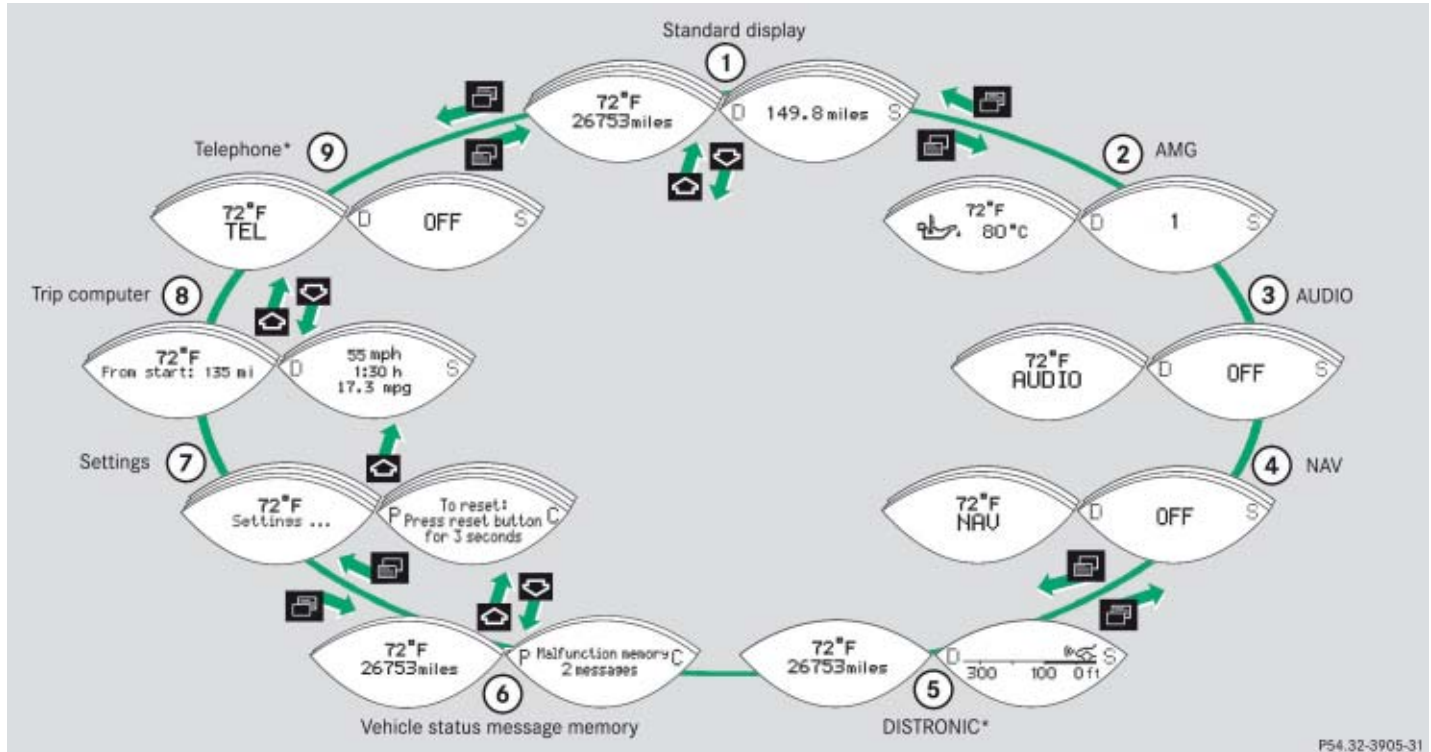 Standard display
1
72°F
26753miles
D 149.8 miles S
Telephone* 9
2 AMG
72°F
TEL
D OFF S
72°F
80°C
D 1 S
Trip computer 8
3 AUDIO
72°F
From start: 135 mi
D 55 mph S
1:30 h
17.3 mpg
72°F
AUDIO
D OFF S
Settings 7
4 NAV
72°F
Settings ...
To reset:
P Press reset button C
for 3 seconds
72°F
NAV
D OFF S
72°F
26753miles
P Malfunction memory C
2 messages
72°F
26753miles
D S
300 100 0 ft
6
Vehicle status message memory
5
DISTRONIC*
P54.32-3905-31